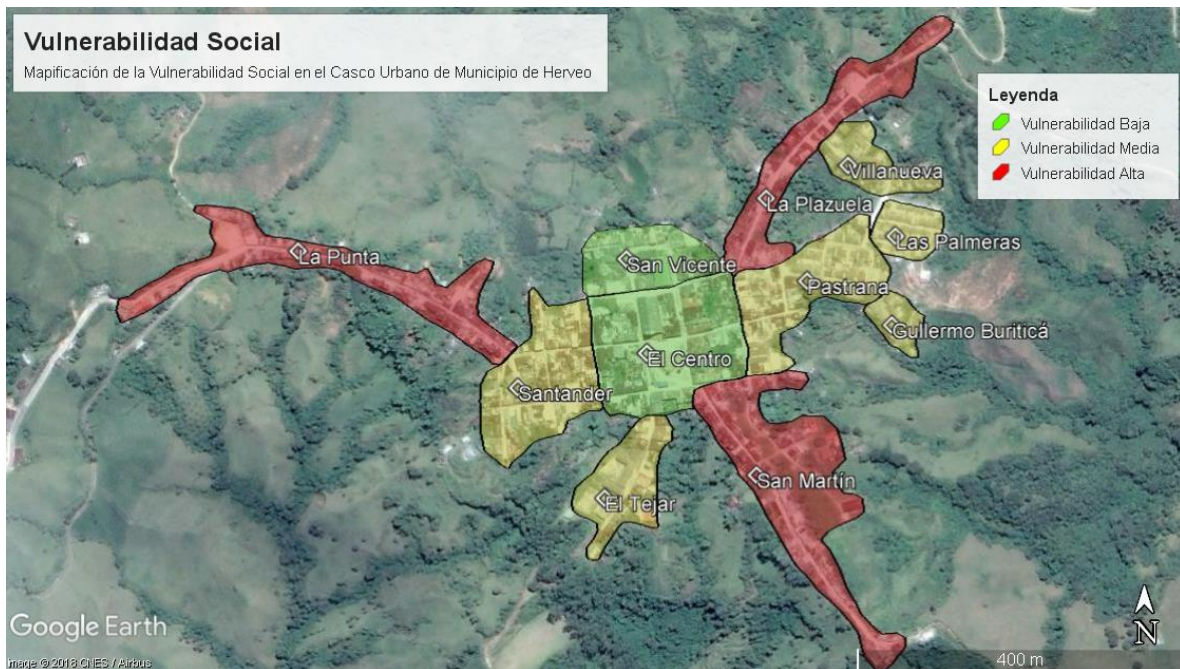 Vulnerabilidad Social
Mapificación de la Vulnerabilidad Social en el Casco Urbano de Municipio de Herveo
Leyenda
Vulnerabilidad Baja
Vulnerabilidad Media
Vulnerabilidad Alta
Villanueva
La Plazuela
Las Palmeras
La Punta
San Vicente
Pastrana
Gullermo Buriticá
El Centro
Santander
San Martín
El Tejar
Google Earth
N
Image © 2018 CNES / Airbus
400 m